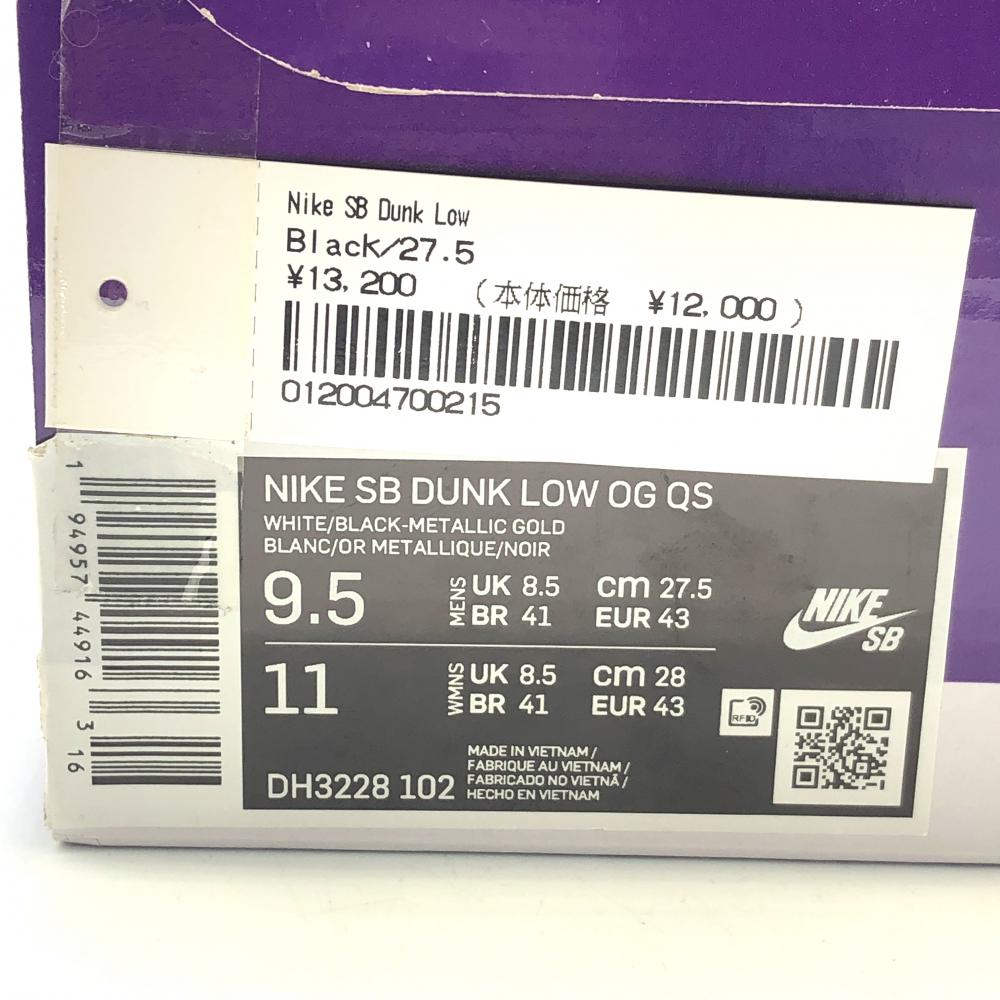 Nike SB Dunk Low
Black/27.5
¥13,200 (本体価格 ¥12,000)
012004700215
NIKE SB DUNK LOW OG QS
WHITE/BLACK-METALLIC GOLD
BLANC/OR METALLIQUE/NOIR
9.5 MENS UK 8.5 cm 27.5
BR 41 EUR 43
11 WMNS UK 8.5 cm 28
BR 41 EUR 43
NIKE
SB
RFID
DH3228 102
MADE IN VIETNAM /
FABRIQUE AU VIETNAM /
FABRICADO NO VIETNÃ /
HECHO EN VIETNAM
1 94957 44916 3 16